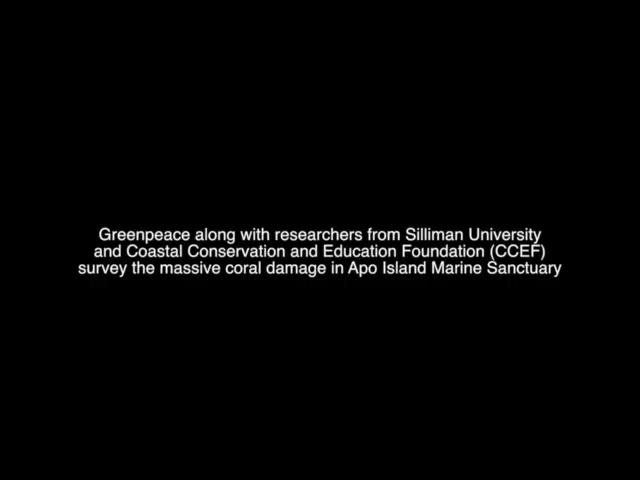 Greenpeace along with researchers from Silliman University
and Coastal Conservation and Education Foundation (CCEF)
survey the massive coral damage in Apo Island Marine Sanctuary